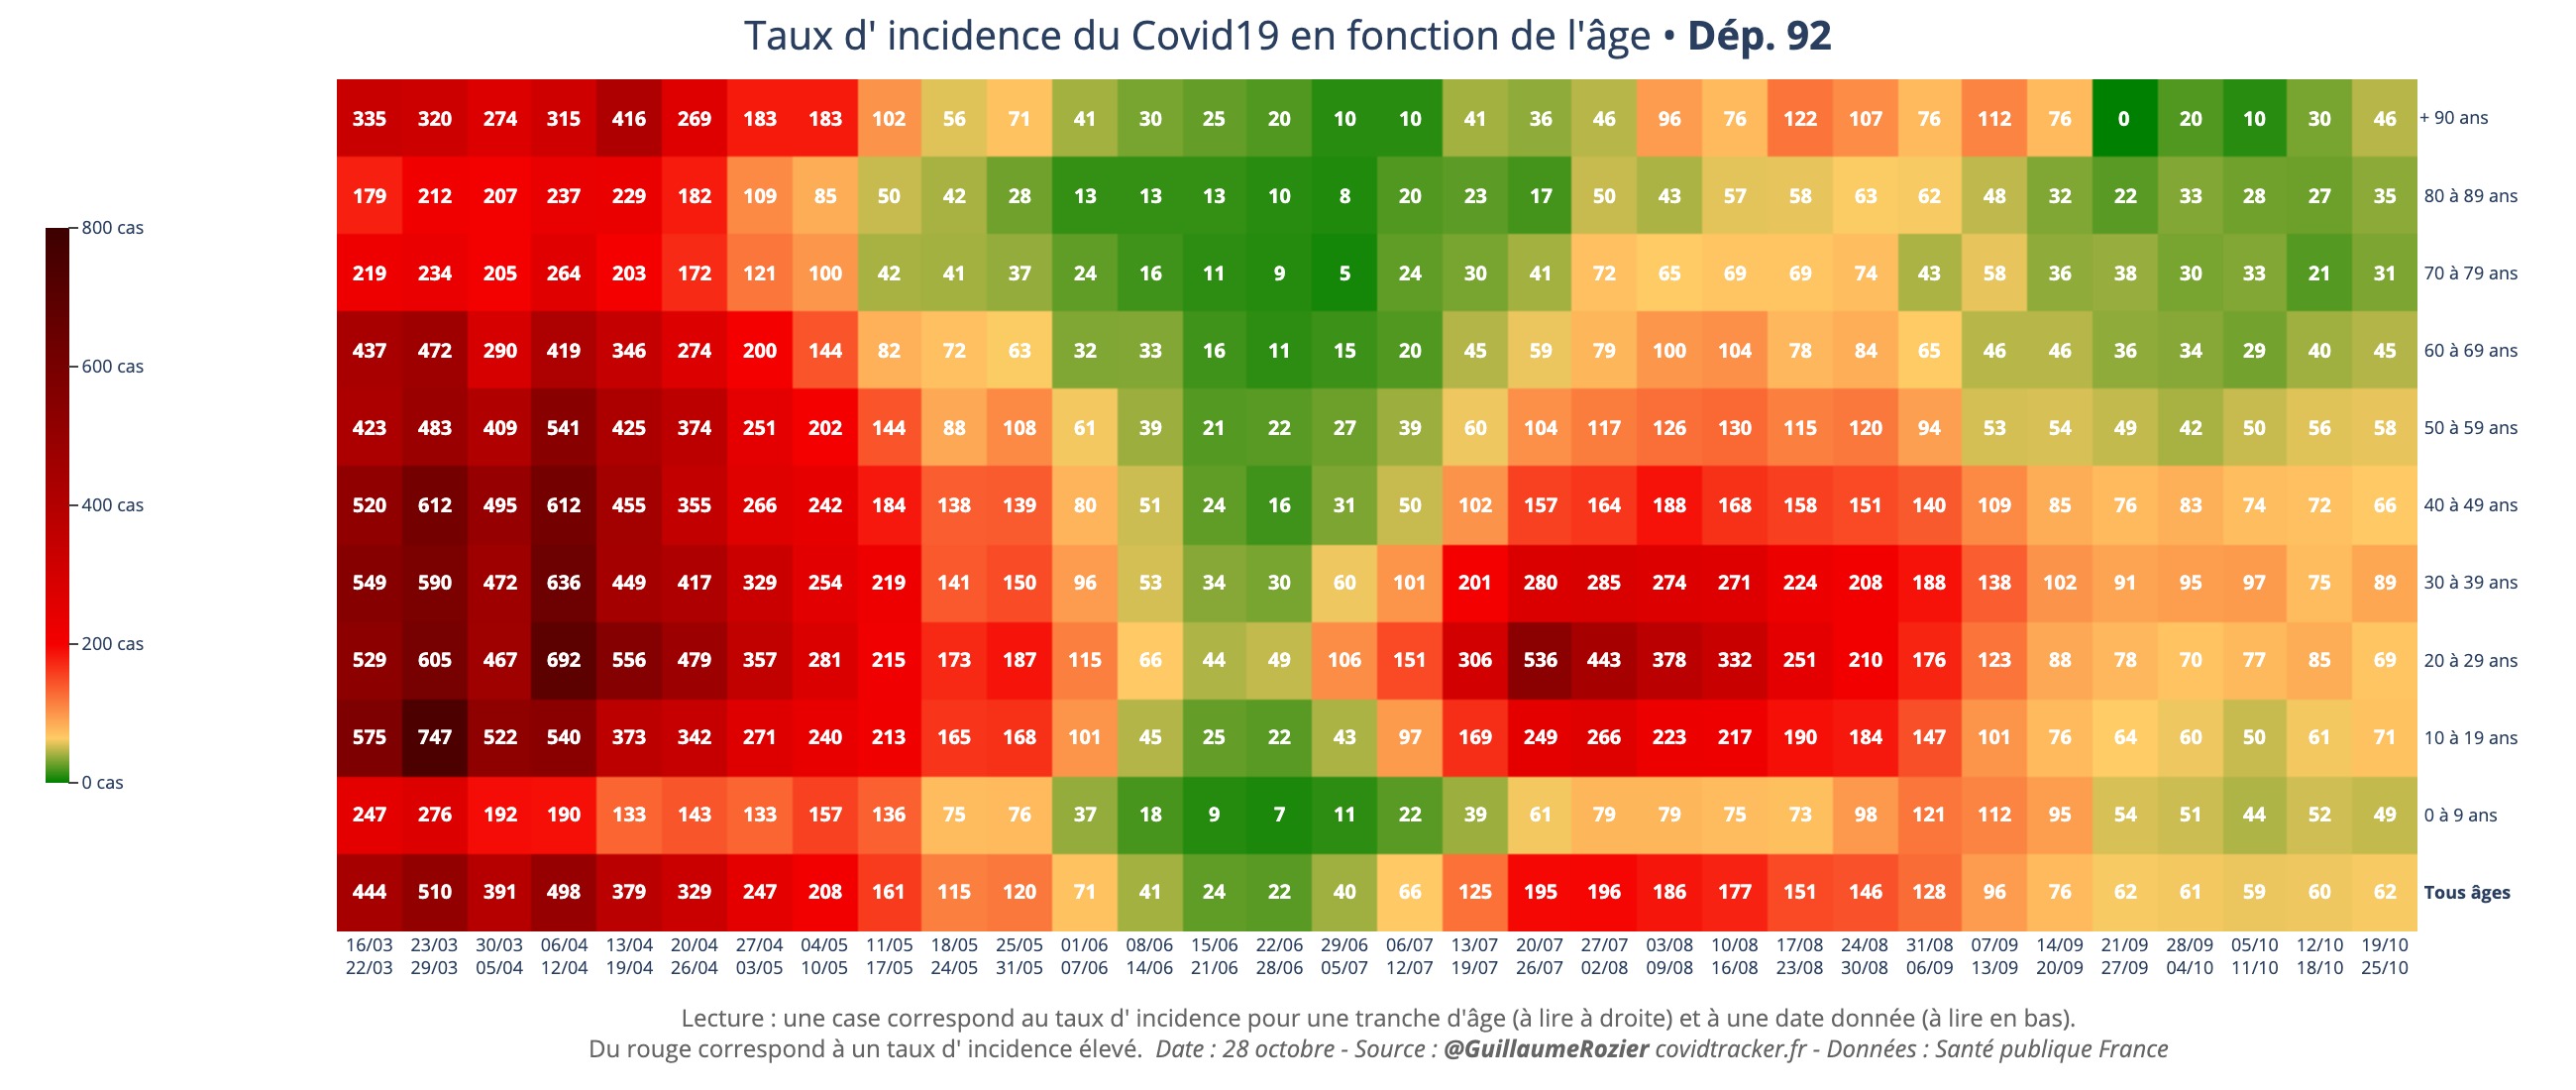 Taux d' incidence du Covid19 en fonction de l'âge • Dép. 92
800 cas
600 cas
400 cas
200 cas
0 cas
335 320 274 315 416 269 183 183 102 56 71 41 30 25 20 10 10 41 36 46 96 76 122 107 76 112 76 0 20 10 30 46 + 90 ans
179 212 207 237 229 182 109 85 50 42 28 13 13 13 10 8 20 23 17 50 43 57 58 63 62 48 32 22 33 28 27 35 80 à 89 ans
219 234 205 264 203 172 121 100 42 41 37 24 16 11 9 5 24 30 41 72 65 69 69 74 43 58 36 38 30 33 21 31 70 à 79 ans
437 472 290 419 346 274 200 144 82 72 63 32 33 16 11 15 20 45 59 79 100 104 78 84 65 46 46 36 34 29 40 45 60 à 69 ans
423 483 409 541 425 374 251 202 144 88 108 61 39 21 22 27 39 60 104 117 126 130 115 120 94 53 54 49 42 50 56 58 50 à 59 ans
520 612 495 612 455 355 266 242 184 138 139 80 51 24 16 31 50 102 157 164 188 168 158 151 140 109 85 76 83 74 72 66 40 à 49 ans
549 590 472 636 449 417 329 254 219 141 150 96 53 34 30 60 101 201 280 285 274 271 224 208 188 138 102 91 95 97 75 89 30 à 39 ans
529 605 467 692 556 479 357 281 215 173 187 115 66 44 49 106 151 306 536 443 378 332 251 210 176 123 88 78 70 77 85 69 20 à 29 ans
575 747 522 540 373 342 271 240 213 165 168 101 45 25 22 43 97 169 249 266 223 217 190 184 147 101 76 64 60 50 61 71 10 à 19 ans
247 276 192 190 133 143 133 157 136 75 76 37 18 9 7 11 22 39 61 79 79 75 73 98 121 112 95 54 51 44 52 49 0 à 9 ans
444 510 391 498 379 329 247 208 161 115 120 71 41 24 22 40 66 125 195 196 186 177 151 146 128 96 76 62 61 59 60 62 Tous âges
16/03 23/03 30/03 06/04 13/04 20/04 27/04 04/05 11/05 18/05 25/05 01/06 08/06 15/06 22/06 29/06 06/07 13/07 20/07 27/07 03/08 10/08 17/08 24/08 31/08 07/09 14/09 21/09 28/09 05/10 12/10 19/10
22/03 29/03 05/04 12/04 19/04 26/04 03/05 10/05 17/05 24/05 31/05 07/06 14/06 21/06 28/06 05/07 12/07 19/07 26/07 02/08 09/08 16/08 23/08 30/08 06/09 13/09 20/09 27/09 04/10 11/10 18/10 25/10
Lecture : une case correspond au taux d' incidence pour une tranche d'âge (à lire à droite) et à une date donnée (à lire en bas).
Du rouge correspond à un taux d' incidence élevé. Date : 28 octobre - Source : @GuillaumeRozier covidtracker.fr - Données : Santé publique France